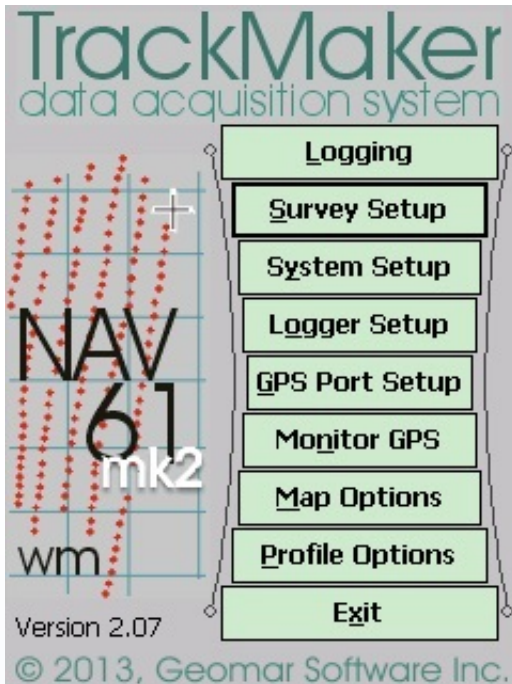 TrackMaker
data acquisition system
Logging
Survey Setup
System Setup
Logger Setup
GPS Port Setup
Monitor GPS
Map Options
Profile Options
Exit
NAV
61
mk2
wm
Version 2.07
© 2013, Geomar Software Inc.